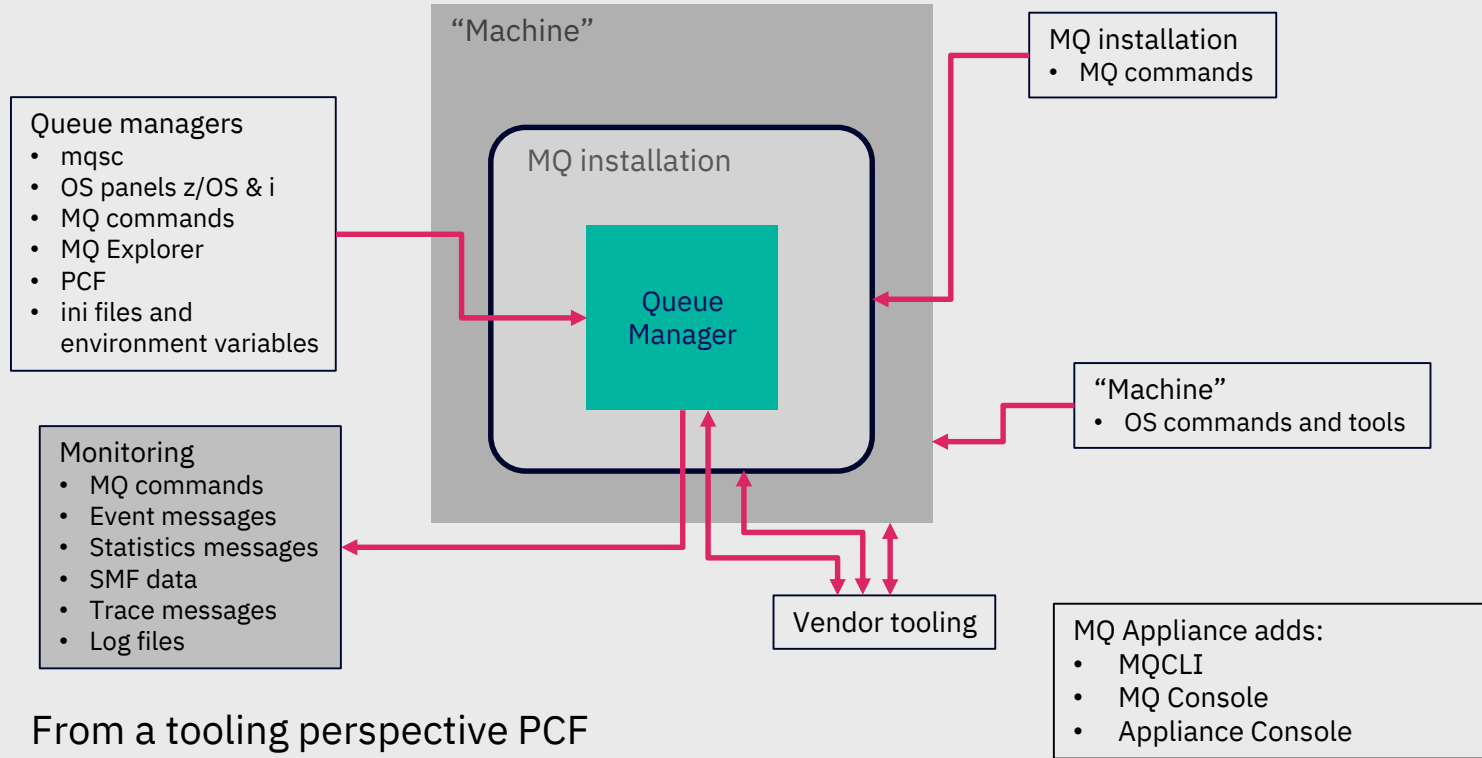 “Machine”
MQ installation
Queue
Manager
Queue managers
• mqsc
• OS panels z/OS & i
• MQ commands
• MQ Explorer
• PCF
• ini files and
environment variables
MQ installation
• MQ commands
“Machine”
• OS commands and tools
Monitoring
• MQ commands
• Event messages
• Statistics messages
• SMF data
• Trace messages
• Log files
Vendor tooling
MQ Appliance adds:
• MQCLI
• MQ Console
• Appliance Console
From a tooling perspective PCF